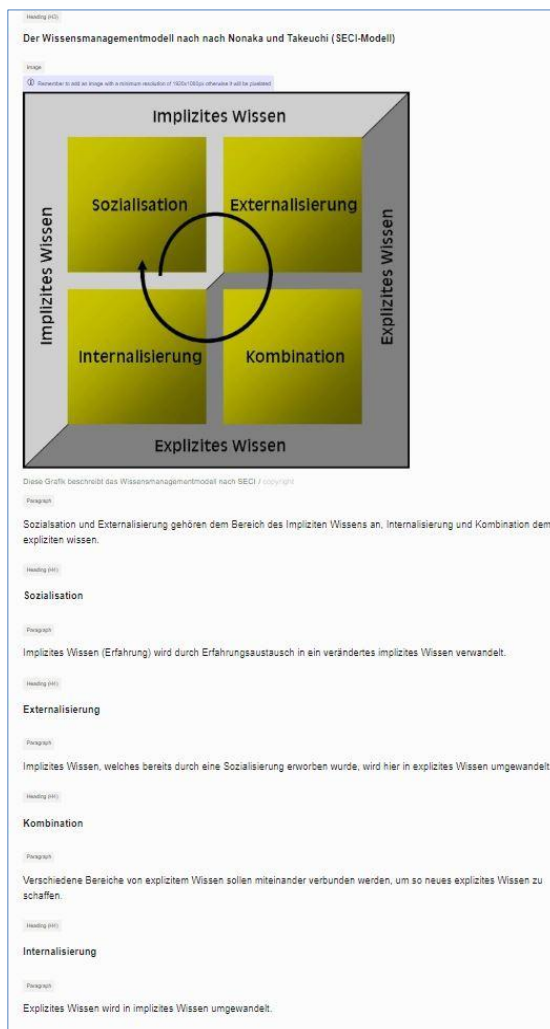 Heading (H3)
Der Wissensmanagementmodell nach nach Nonaka und Takeuchi (SECI-Modell)
Image
Remember to add an image with a minimum resolution of 1920x1080px otherwise it will be pixelated
Implizites Wissen
Implizites Wissen
Sozialisation
Externalisierung
Explizites Wissen
Internalisierung
Kombination
Explizites Wissen
Diese Grafik beschreibt das Wissensmanagementmodell nach SECI / copyright
Paragraph
Sozialsation und Externalisierung gehören dem Bereich des Impliziten Wissens an, Internalisierung und Kombination dem
expliziten wissen.
Heading (H1)
Sozialisation
Paragraph
Implizites Wissen (Erfahrung) wird durch Erfahrungsaustausch in ein verändertes implizites Wissen verwandelt.
Heading (H1)
Externalisierung
Paragraph
Implizites Wissen, welches bereits durch eine Sozialisierung erworben wurde, wird hier in explizites Wissen umgewandelt
Heading (H1)
Kombination
Paragraph
Verschiedene Bereiche von explizitem Wissen sollen miteinander verbunden werden, um so neues explizites Wissen zu
schaffen.
Heading (H1)
Internalisierung
Paragraph
Explizites Wissen wird in implizites Wissen umgewandelt.